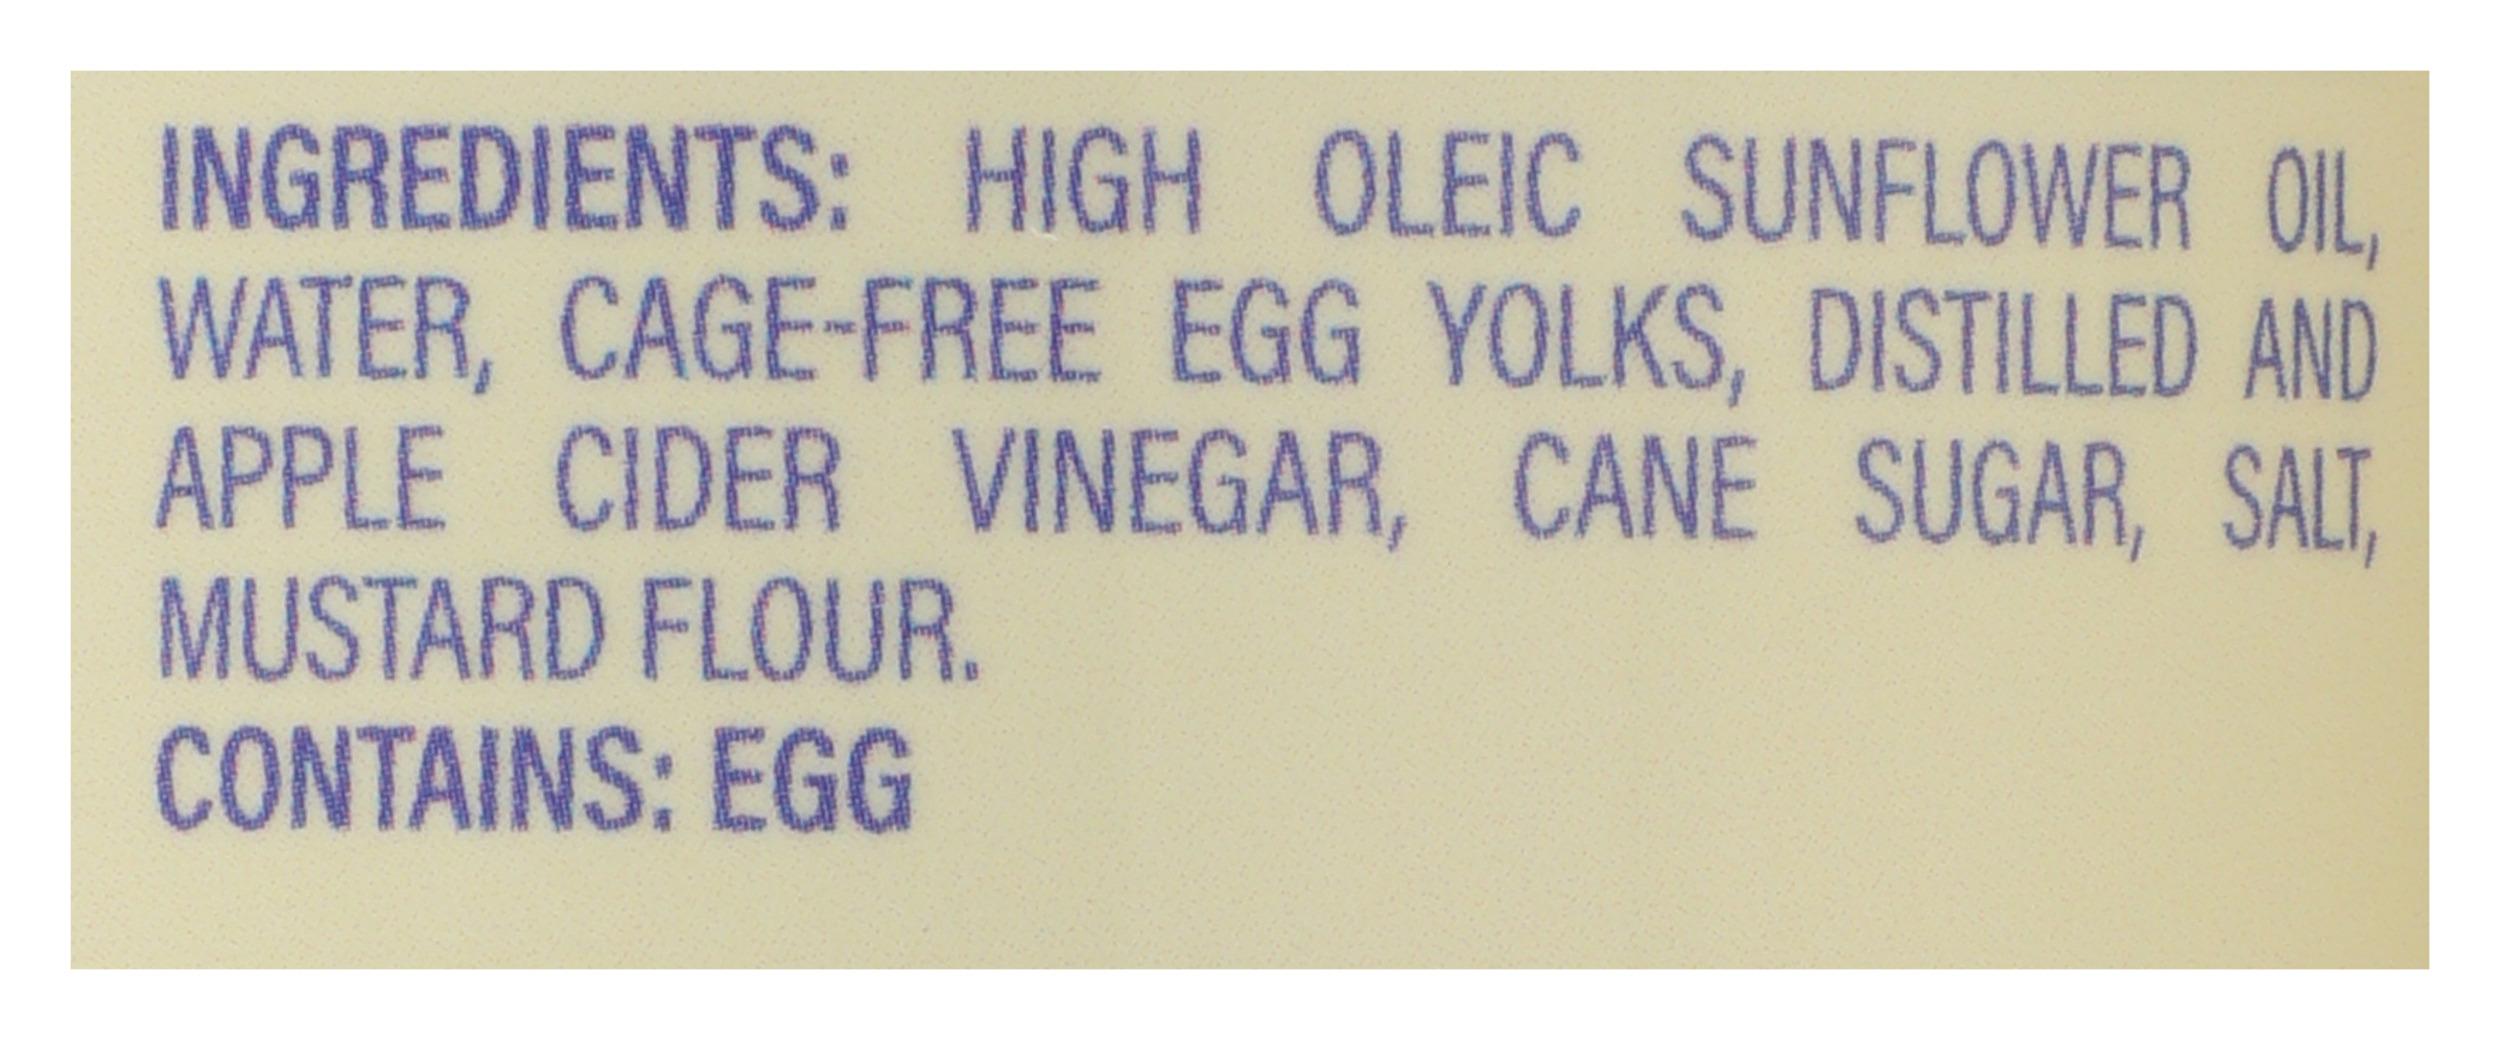 INGREDIENTS: HIGH OLEIC SUNFLOWER OIL,
WATER, CAGE-FREE EGG YOLKS, DISTILLED AND
APPLE CIDER VINEGAR, CANE SUGAR, SALT,
MUSTARD FLOUR.
CONTAINS: EGG